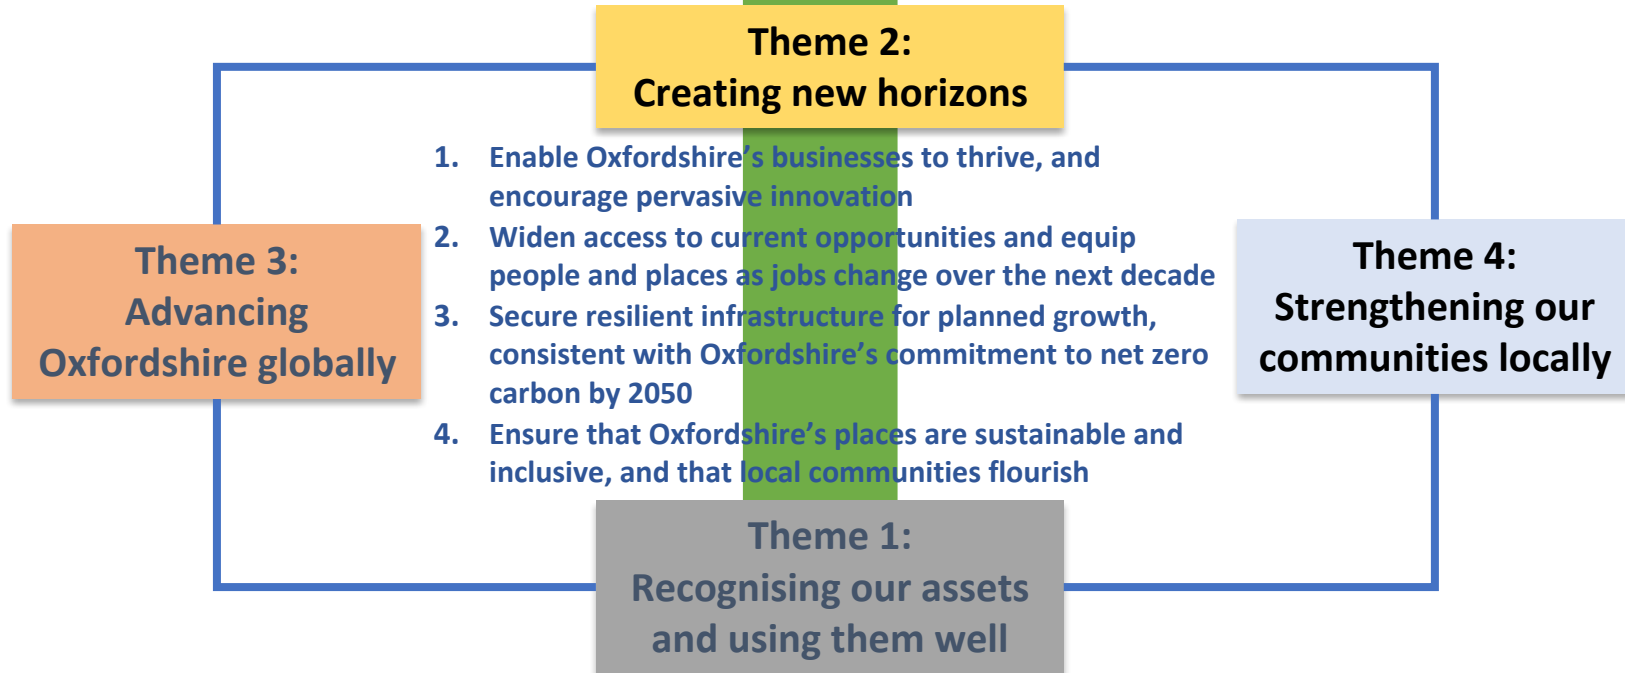 Theme 2:
Creating new horizons
1. Enable Oxfordshire’s businesses to thrive, and
encourage pervasive innovation
2. Widen access to current opportunities and equip
people and places as jobs change over the next decade
3. Secure resilient infrastructure for planned growth,
consistent with Oxfordshire’s commitment to net zero
carbon by 2050
4. Ensure that Oxfordshire’s places are sustainable and
inclusive, and that local communities flourish
Theme 3:
Advancing
Oxfordshire globally
Theme 4:
Strengthening our
communities locally
Theme 1:
Recognising our assets
and using them well